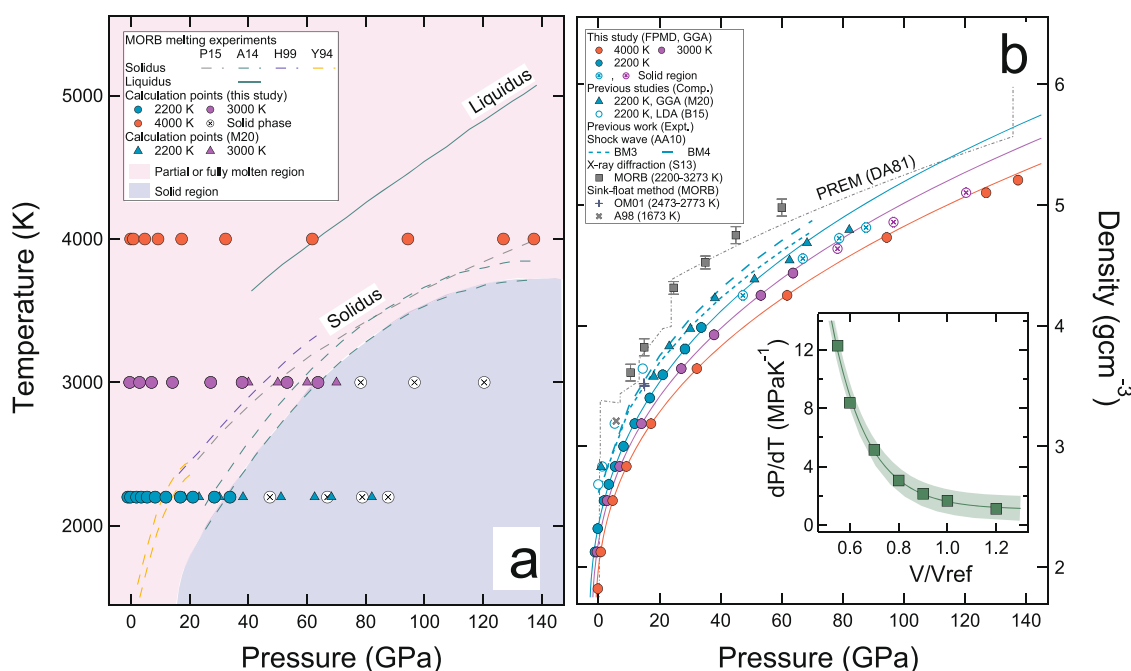 MORB melting experiments
P15 A14 H99 Y94
Solidus
Liquidus
Calculation points (this study)
2200 K 3000 K
4000 K Solid phase
Calculation points (M20)
2200 K 3000 K
Partial or fully molten region
Solid region
a
Liquidus
Solidus
Temperature (K)
5000
4000
3000
2000
0 20 40 60 80 100 120 140
Pressure (GPa)
This study (FPMD, GGA)
4000 K 3000 K
2200 K
, Solid region
Previous studies (Comp.)
2200 K, GGA (M20)
2200 K, LDA (B15)
Previous work (Expt.)
Shock wave (AA10)
BM3 BM4
X-ray diffraction (S13)
MORB (2200-3273 K)
Sink-float method (MORB)
OM01 (2473-2773 K)
A98 (1673 K)
b
PREM (DA81)
6
5
4
3
2
Density (gcm-3)
0 20 40 60 80 100 120 140
Pressure (GPa)
dP/dT (MPaK-1)
12
8
4
0
0.6 0.8 1.0 1.2
V/Vref